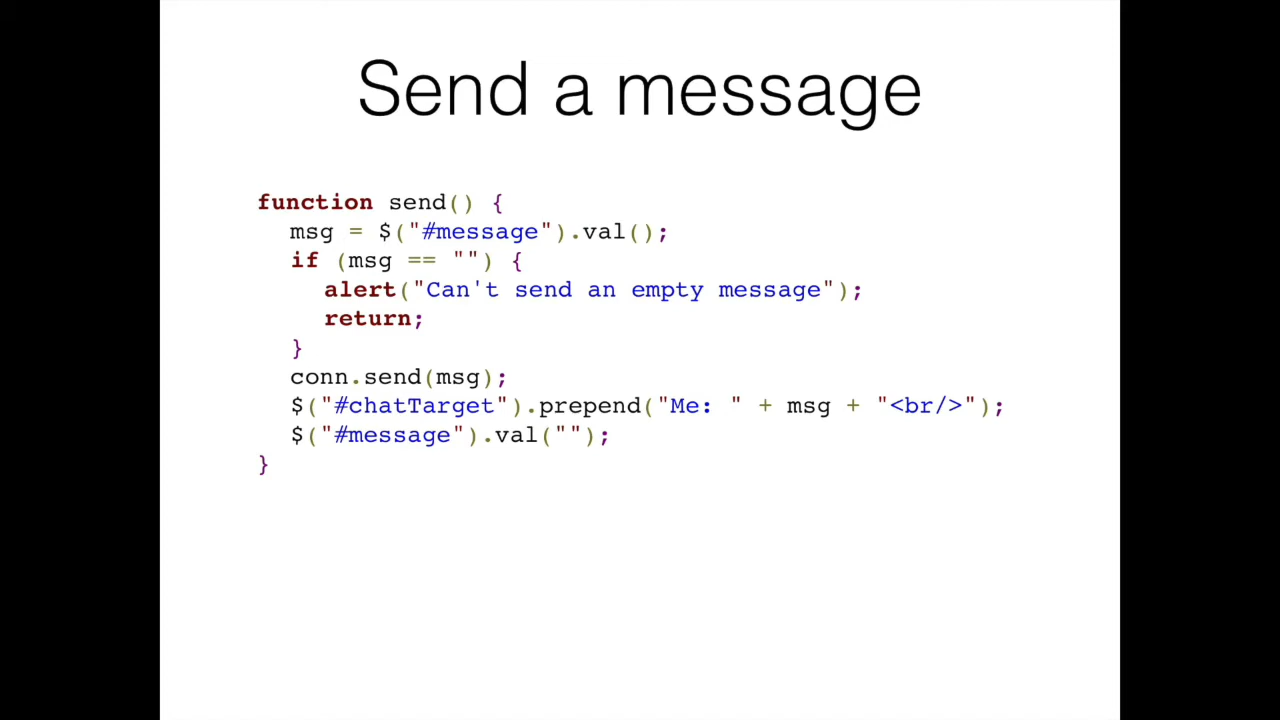 Send a message
function send() {
  msg = $("#message").val();
  if (msg == "") {
    alert("Can't send an empty message");
    return;
  }
  conn.send(msg);
  $("#chatTarget").prepend("Me: " + msg + "<br/>");
  $("#message").val("");
}